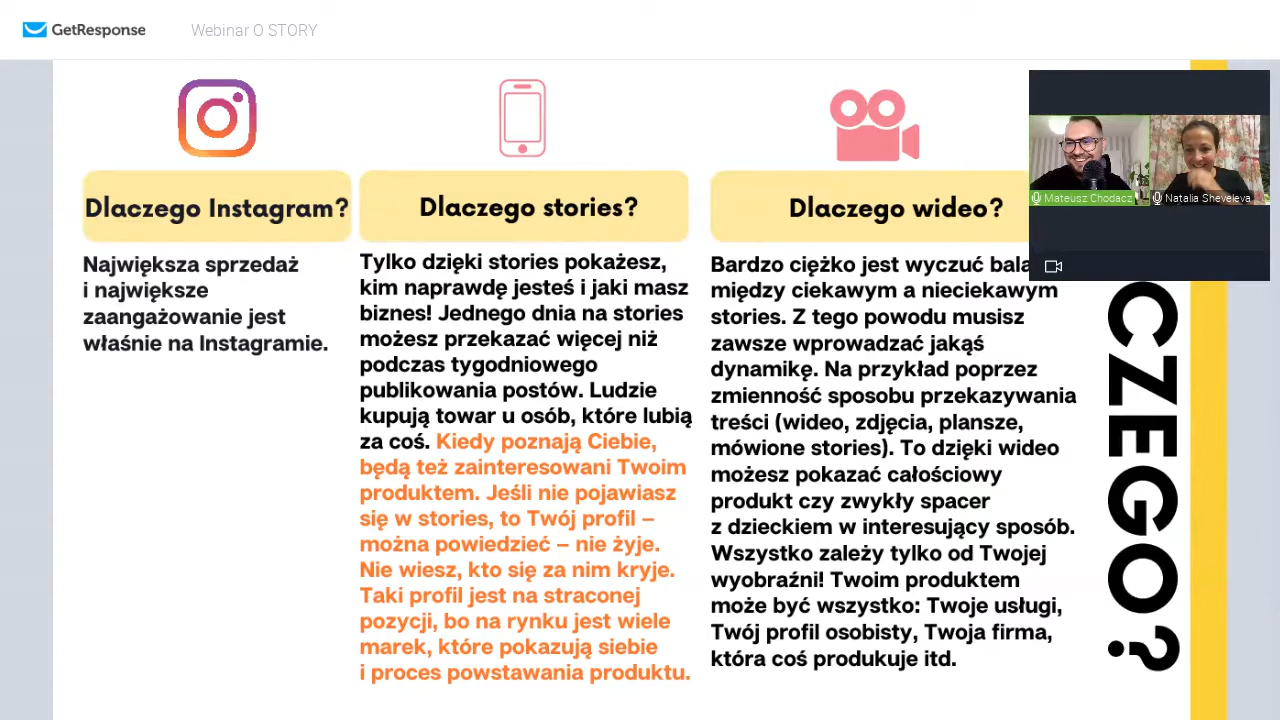 GetResponse
Webinar O STORY
Dlaczego Instagram?
Największa sprzedaż
i największe
zaangażowanie jest
właśnie na Instagramie.
Dlaczego stories?
Tylko dzięki stories pokażesz,
kim naprawdę jesteś i jaki masz
biznes! Jednego dnia na stories
możesz przekazać więcej niż
podczas tygodniowego
publikowania postów. Ludzie
kupują towar u osób, które lubią
za coś. Kiedy poznają Ciebie,
będą też zainteresowani Twoim
produktem. Jeśli nie pojawiasz
się w stories, to Twój profil –
można powiedzieć – nie żyje.
Nie wiesz, kto się za nim kryje.
Taki profil jest na straconej
pozycji, bo na rynku jest wiele
marek, które pokazują siebie
i proces powstawania produktu.
Dlaczego wideo?
Bardzo ciężko jest wyczuć
między ciekawym a nieciekawym
stories. Z tego powodu musisz
zawsze wprowadzać jakąś
dynamikę. Na przykład poprzez
zmienność sposobu przekazywania
treści (wideo, zdjęcia, plansze,
mówione stories). To dzięki wideo
możesz pokazać całościowy
produkt czy zwykły spacer
z dzieckiem w interesujący sposób.
Wszystko zależy tylko od Twojej
wyobraźni! Twoim produktem
może być wszystko: Twoje usługi,
Twój profil osobisty, Twoja firma,
która coś produkuje itd.
Mateusz Chodacz
Natalia Sheveleva
CZEGO?